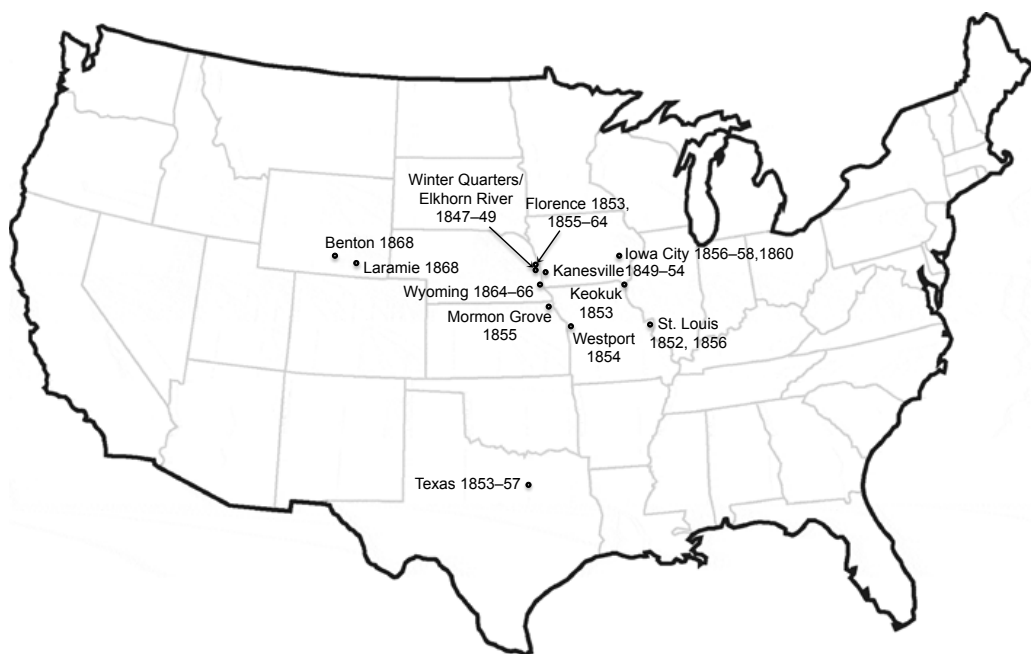 Winter Quarters/
Elkhorn River
1847–49
Florence 1853,
1855–64
Benton 1868
Laramie 1868
Iowa City 1856–58,1860
Kanesville1849–54
Wyoming 1864–66
Keokuk
1853
Mormon Grove
1855
St. Louis
1852, 1856
Westport
1854
Texas 1853–57